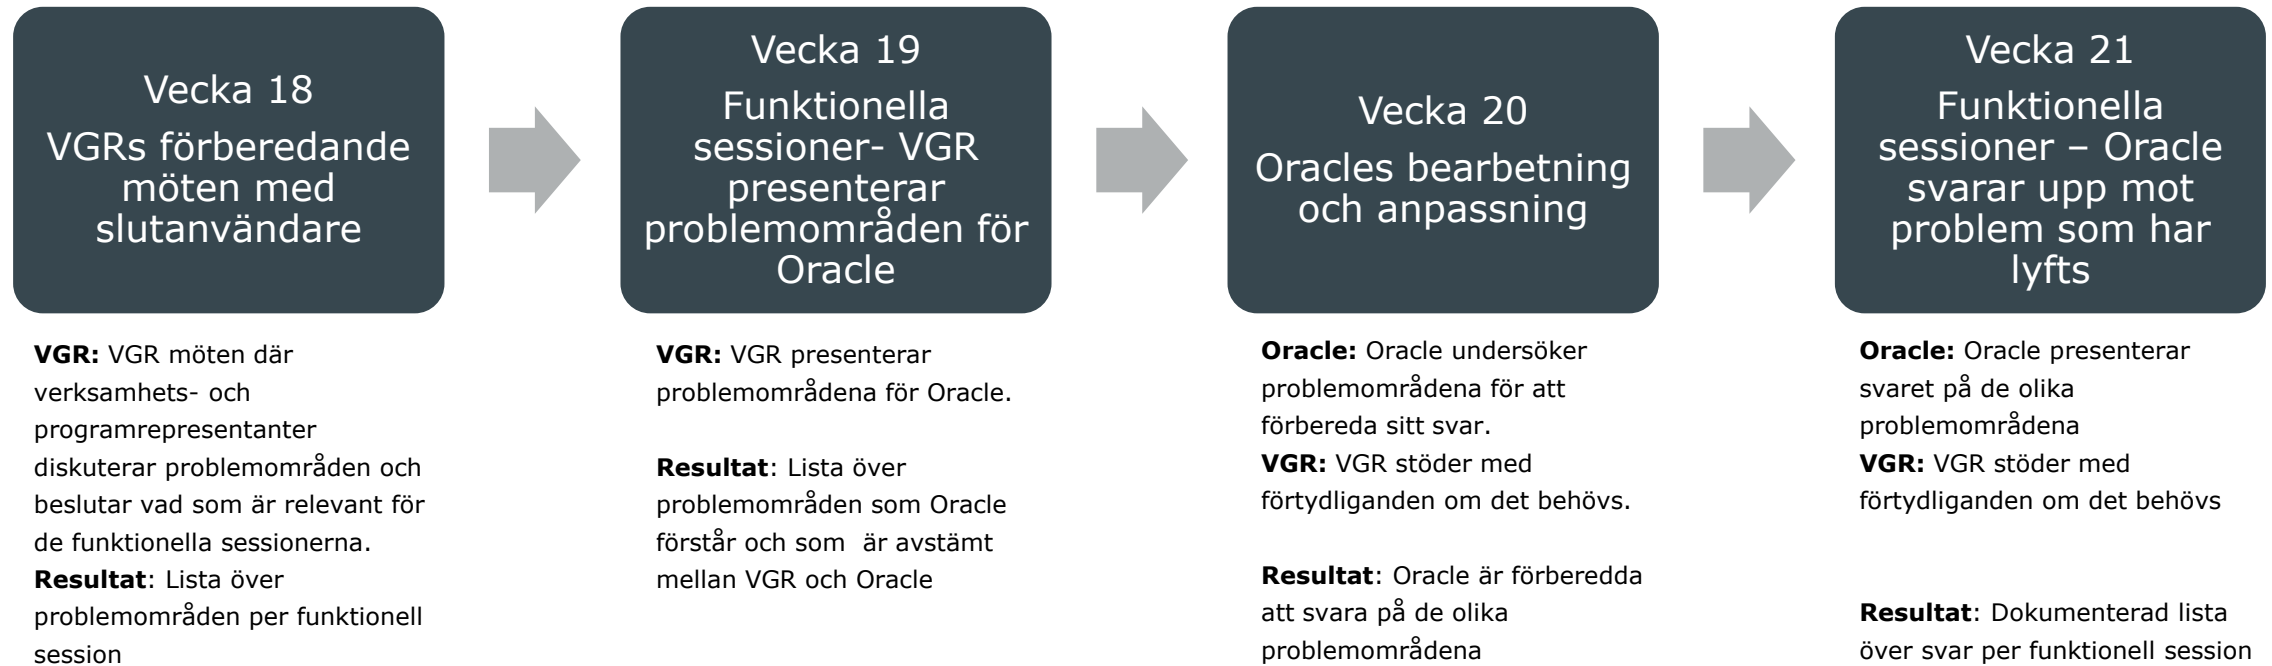 Vecka 18
VGRs förberedande
möten med
slutanvändare
Vecka 19
Funktionella
sessioner- VGR
presenterar
problemområden för
Oracle
Vecka 20
Oracles bearbetning
och anpassning
Vecka 21
Funktionella
sessioner – Oracle
svarar upp mot
problem som har
lyfts
VGR: VGR möten där
verksamhets- och
programrepresentanter
diskuterar problemområden och
beslutar vad som är relevant för
de funktionella sessionerna.
Resultat: Lista över
problemområden per funktionell
session
VGR: VGR presenterar
problemområdena för Oracle.
Resultat: Lista över
problemområden som Oracle
förstår och som  är avstämt
mellan VGR och Oracle
Oracle: Oracle undersöker
problemområdena för att
förbereda sitt svar.
VGR: VGR stöder med
förtydliganden om det behövs.
Resultat: Oracle är förberedda
att svara på de olika
problemområdena
Oracle: Oracle presenterar
svaret på de olika
problemområdena
VGR: VGR stöder med
förtydliganden om det behövs
Resultat: Dokumenterad lista
över svar per funktionell session